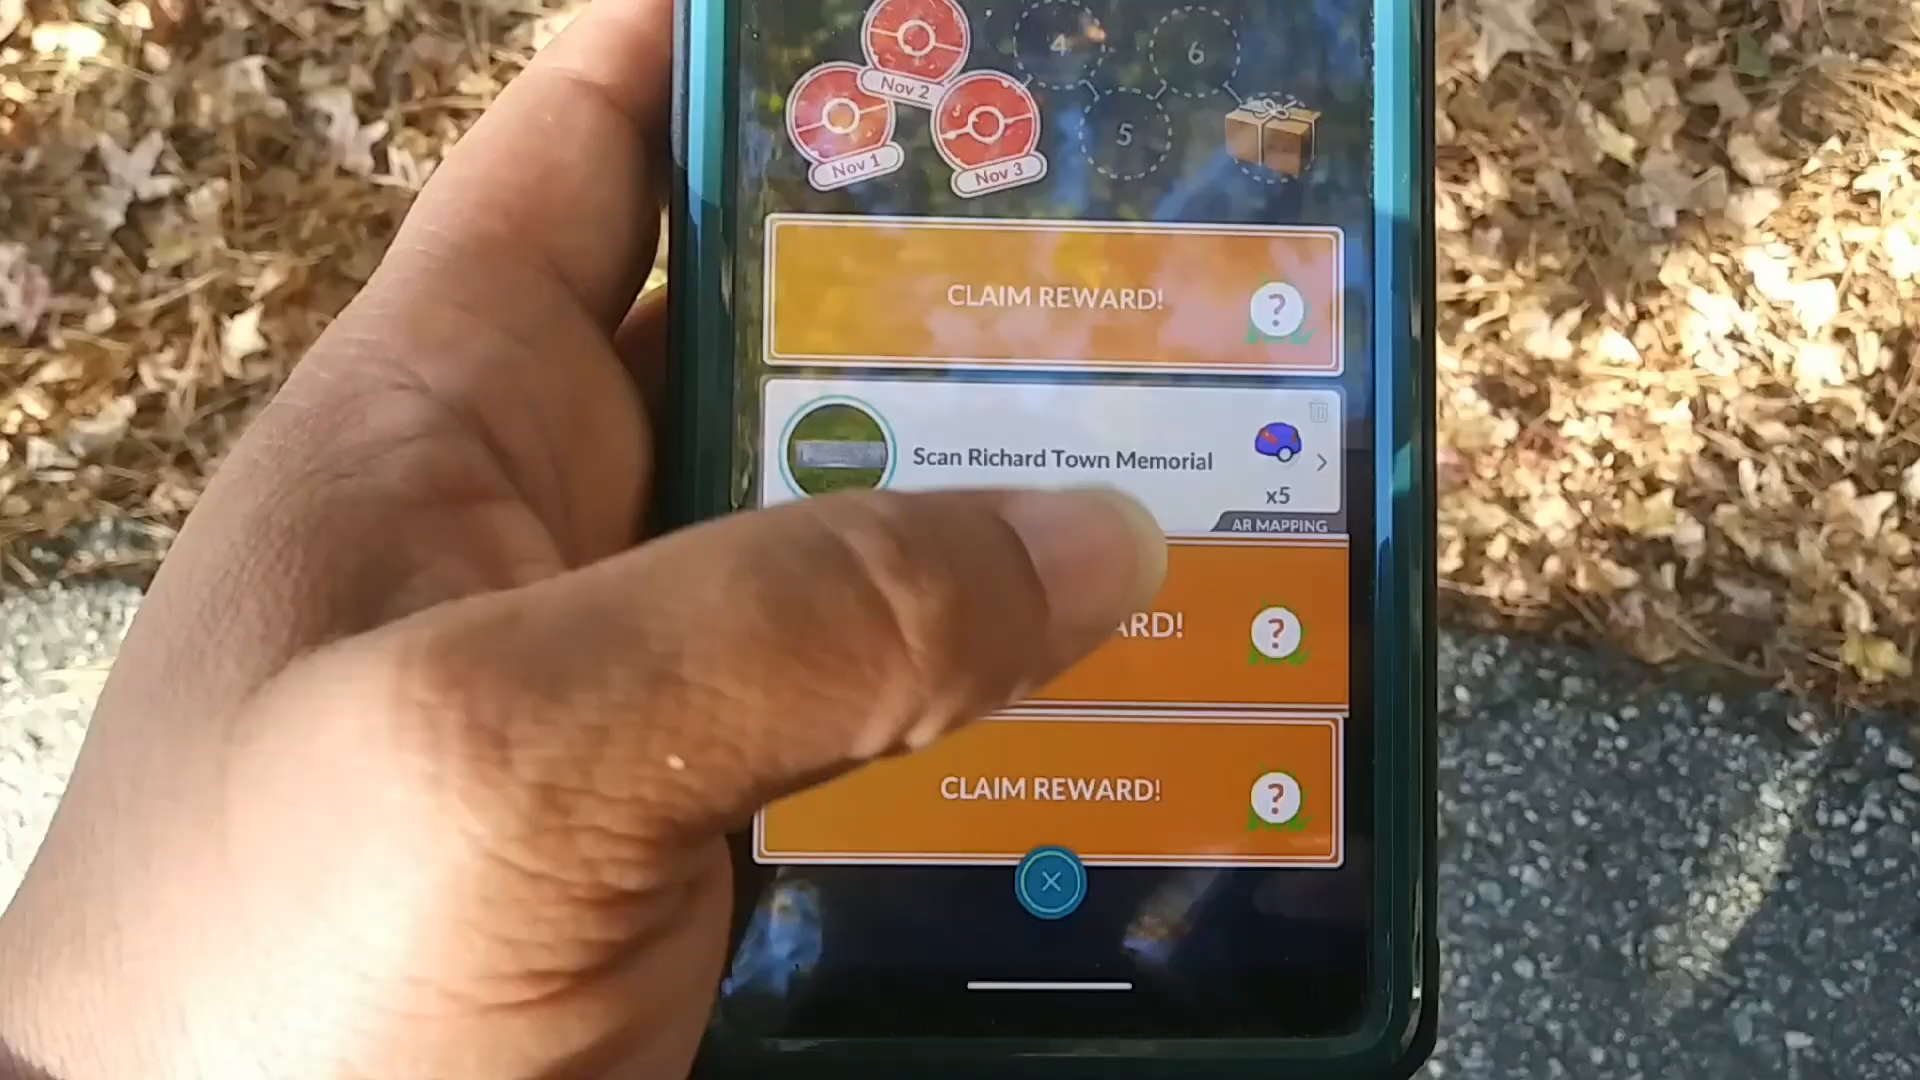 4
6
Nov 2
5
Nov 1
Nov 3
CLAIM REWARD!
?
Scan Richard Town Memorial
x5
AR MAPPING
ARD!
?
CLAIM REWARD!
?